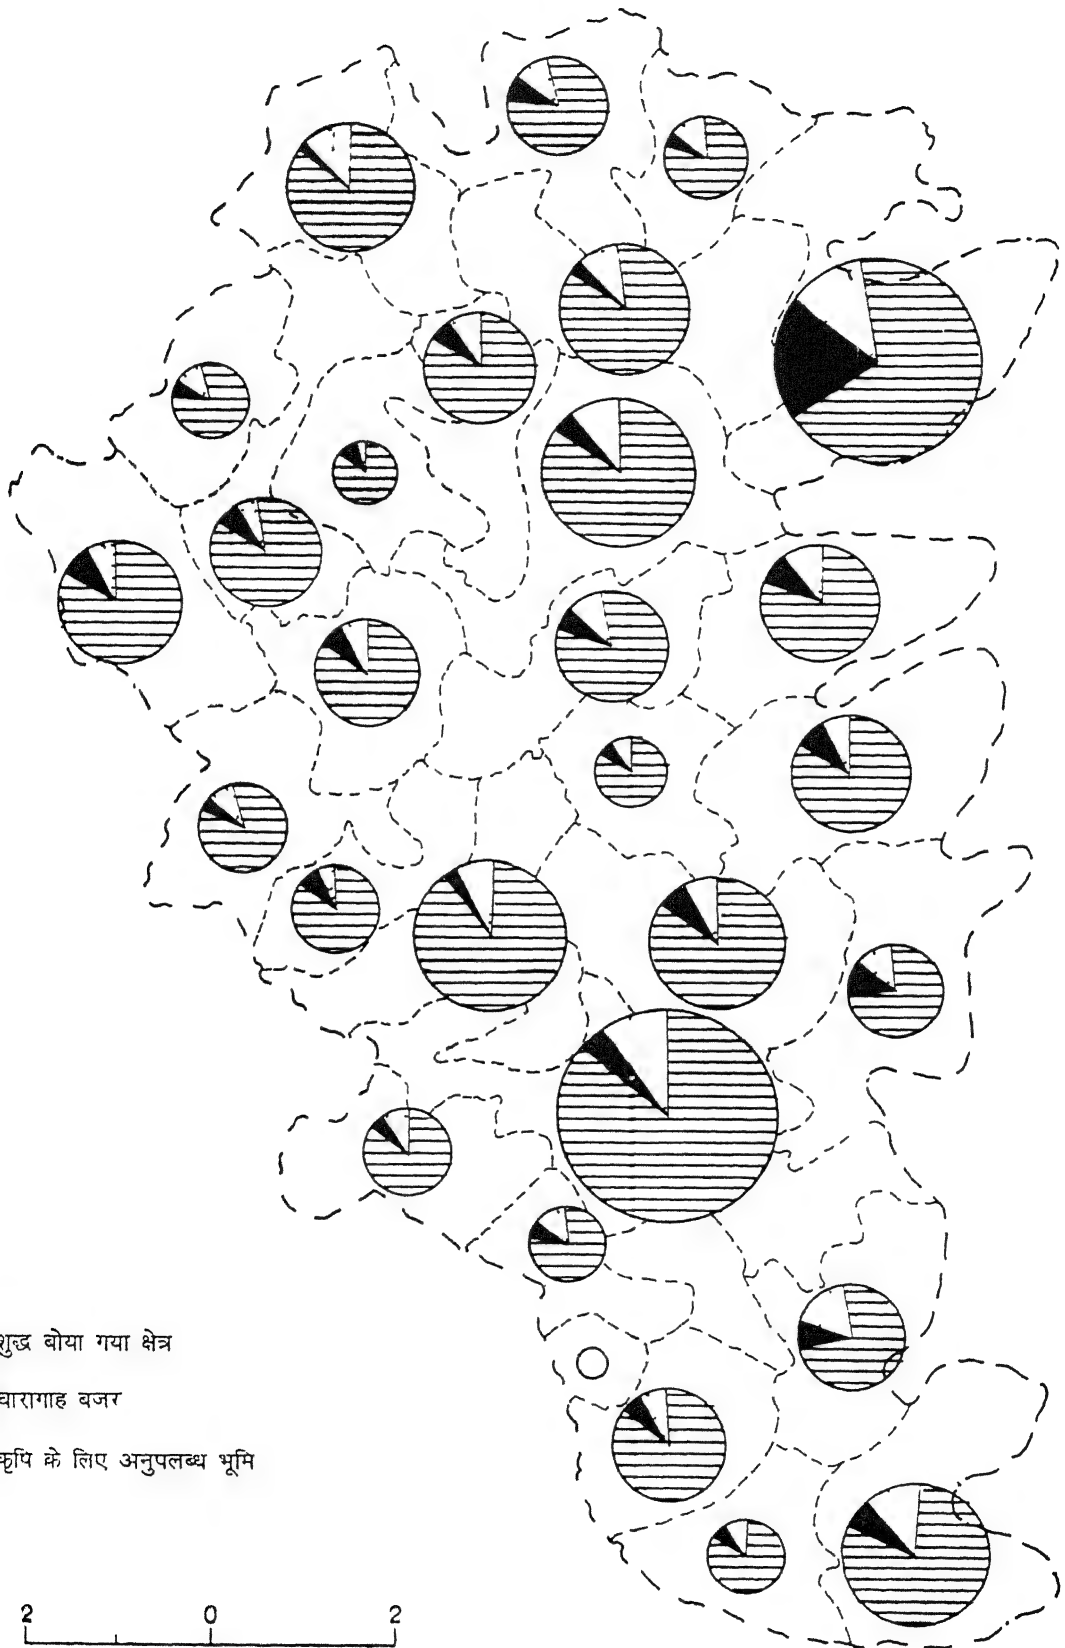 शुद्ध बोया गया क्षेत्र
चारागाह बजर
कृपि के लिए अनुपलब्ध भूमि
2 0 2